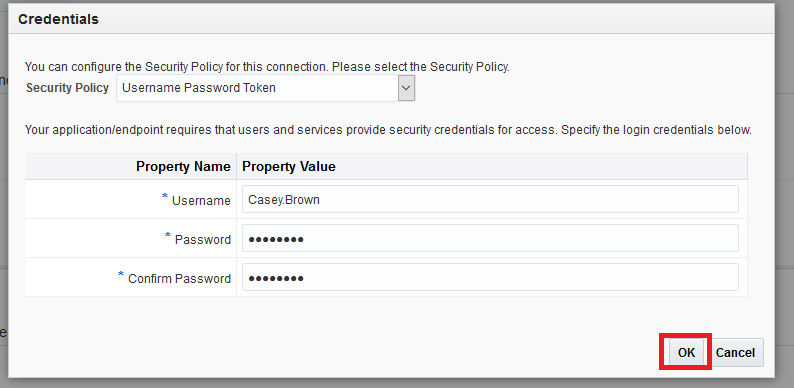 Credentials
You can configure the Security Policy for this connection. Please select the Security Policy.
Security Policy Username Password Token
Your application/endpoint requires that users and services provide security credentials for access. Specify the login credentials below.
Property Name Property Value
* Username Casey.Brown
* Password ••••••••
* Confirm Password ••••••••
OK Cancel